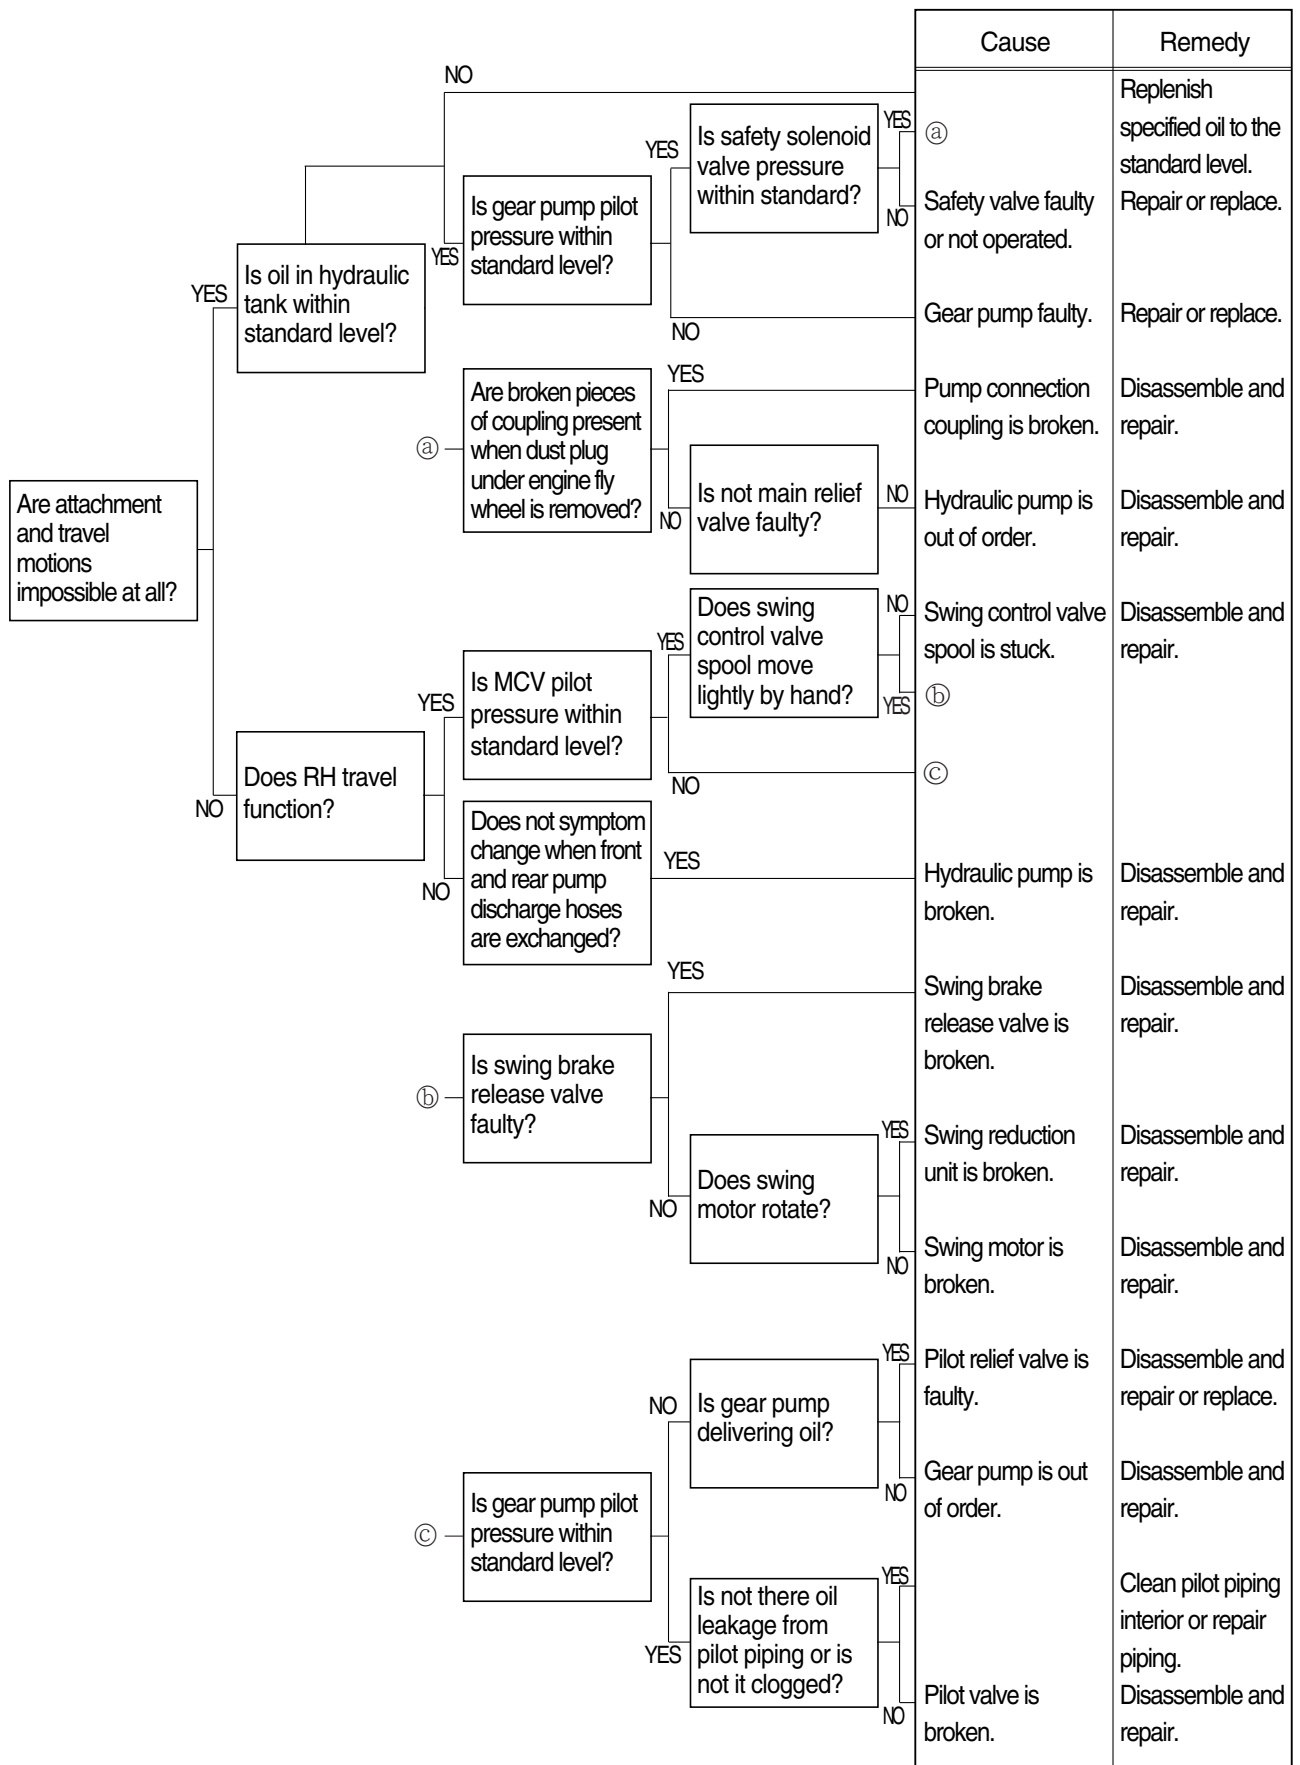 Cause
Remedy
NO
Replenish
specified oil to the
standard level.
YES
Is safety solenoid
valve pressure
within standard?
YES
ⓐ
NO
Safety valve faulty
or not operated.
Repair or replace.
Is gear pump pilot
pressure within
standard level?
YES
YES
Is oil in hydraulic
tank within
standard level?
NO
Gear pump faulty.
Repair or replace.
ⓐ
Are broken pieces
of coupling present
when dust plug
under engine fly
wheel is removed?
YES
Pump connection
coupling is broken.
Disassemble and
repair.
NO
Is not main relief
valve faulty?
NO
Hydraulic pump is
out of order.
Disassemble and
repair.
Are attachment
and travel
motions
impossible at all?
Does swing
control valve
spool move
lightly by hand?
NO
Swing control valve
spool is stuck.
Disassemble and
repair.
YES
YES
ⓑ
YES
Is MCV pilot
pressure within
standard level?
NO
ⓒ
NO
Does RH travel
function?
NO
Does not symptom
change when front
and rear pump
discharge hoses
are exchanged?
YES
Hydraulic pump is
broken.
Disassemble and
repair.
YES
Swing brake
release valve is
broken.
Disassemble and
repair.
ⓑ
Is swing brake
release valve
faulty?
NO
Does swing
motor rotate?
YES
Swing reduction
unit is broken.
Disassemble and
repair.
NO
Swing motor is
broken.
Disassemble and
repair.
NO
Is gear pump
delivering oil?
YES
Pilot relief valve is
faulty.
Disassemble and
repair or replace.
NO
Gear pump is out
of order.
Disassemble and
repair.
ⓒ
Is gear pump pilot
pressure within
standard level?
YES
Is not there oil
leakage from
pilot piping or is
not it clogged?
YES
Clean pilot piping
interior or repair
piping.
NO
Pilot valve is
broken.
Disassemble and
repair.